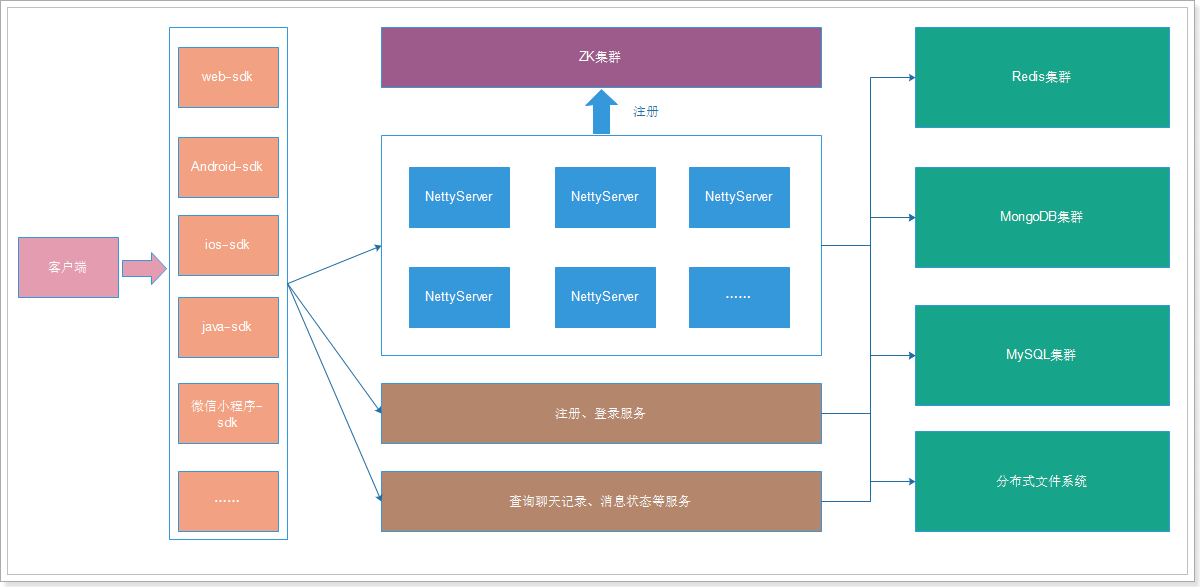 客户端
web-sdk
Android-sdk
ios-sdk
java-sdk
微信小程序-
sdk
······
ZK集群
注册
NettyServer
NettyServer
NettyServer
NettyServer
NettyServer
······
注册、登录服务
查询聊天记录、消息状态等服务
Redis集群
MongoDB集群
MySQL集群
分布式文件系统